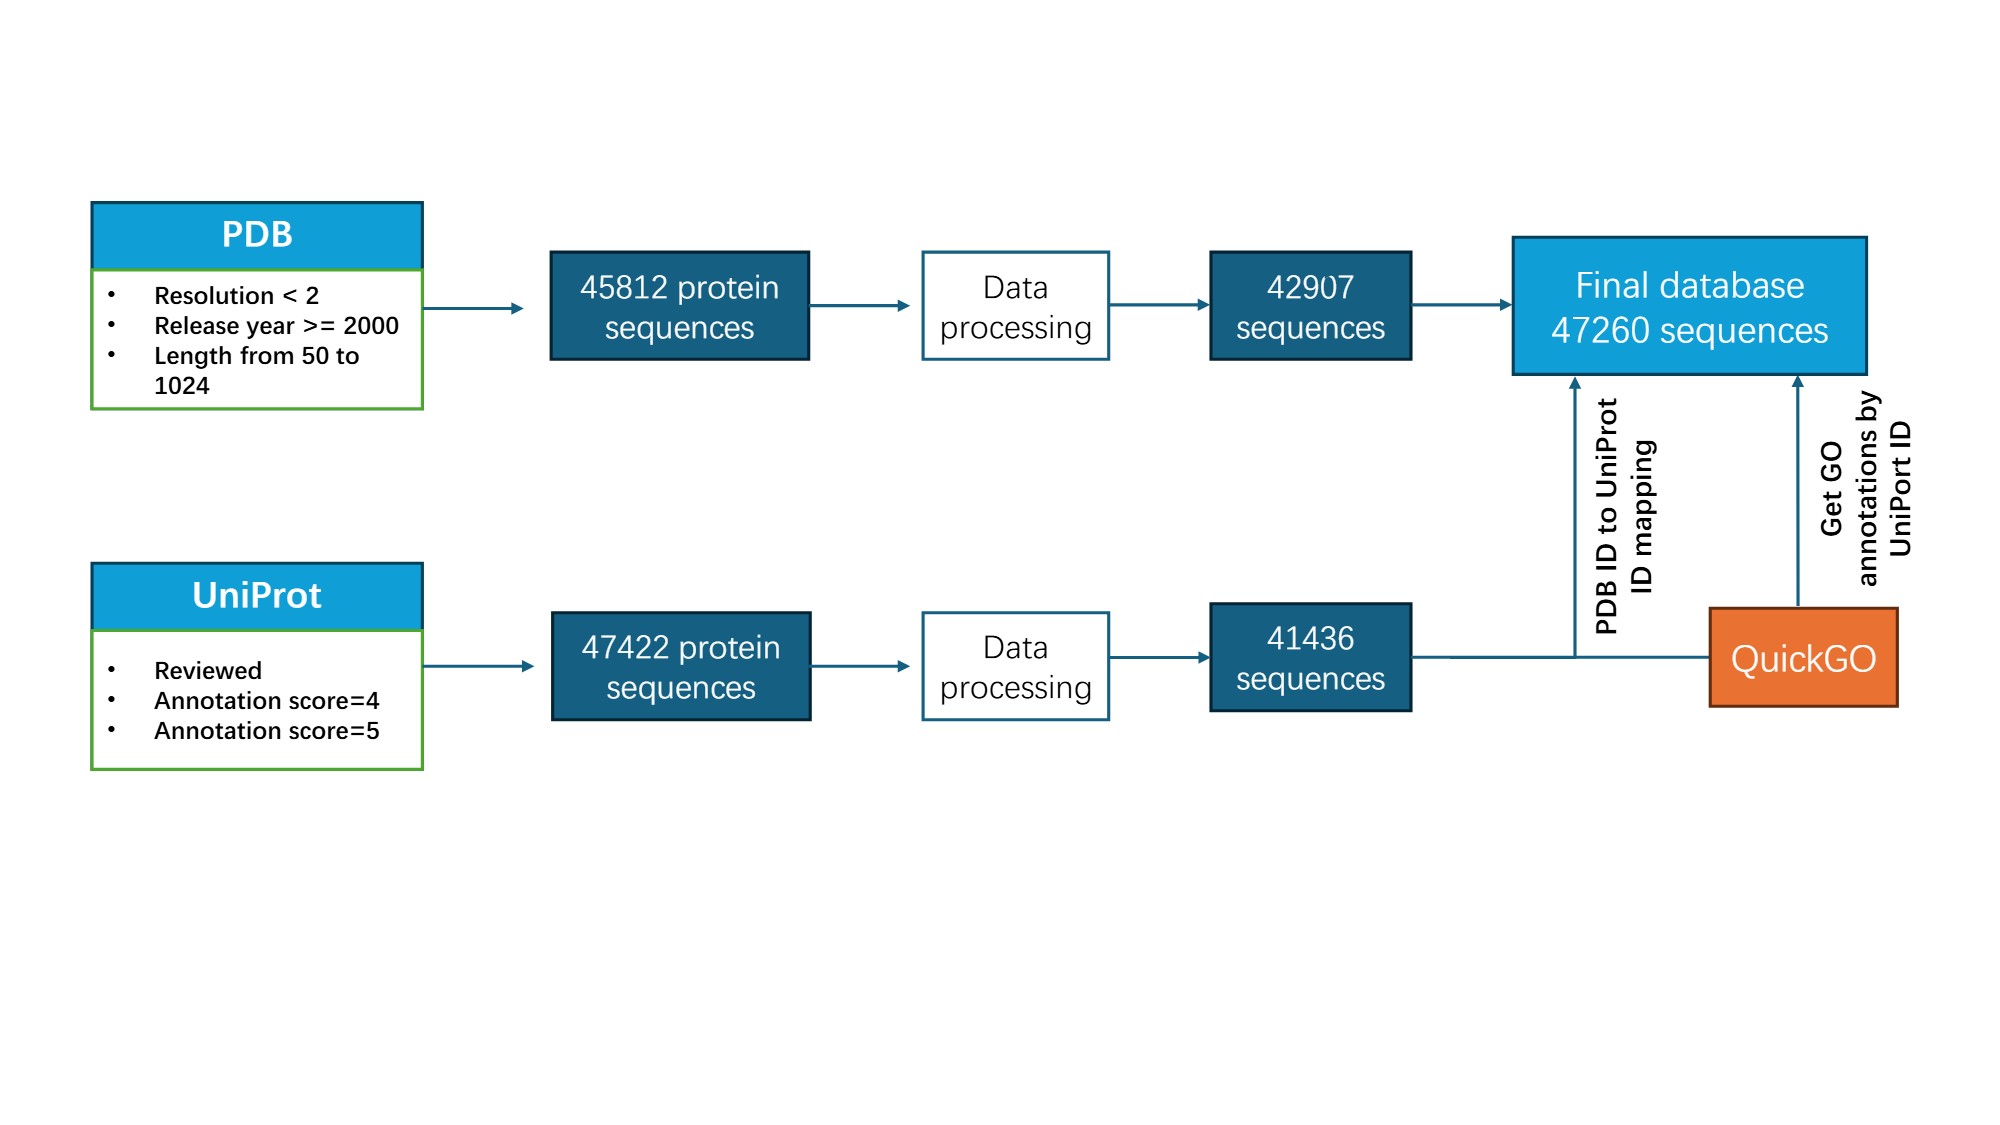 PDB
• Resolution < 2
• Release year >= 2000
• Length from 50 to
1024
45812 protein
sequences
Data
processing
42907
sequences
Final database
47260 sequences
PDB ID to UniProt
ID mapping
Get GO
annotations by
UniPort ID
UniProt
• Reviewed
• Annotation score=4
• Annotation score=5
47422 protein
sequences
Data
processing
41436
sequences
QuickGO